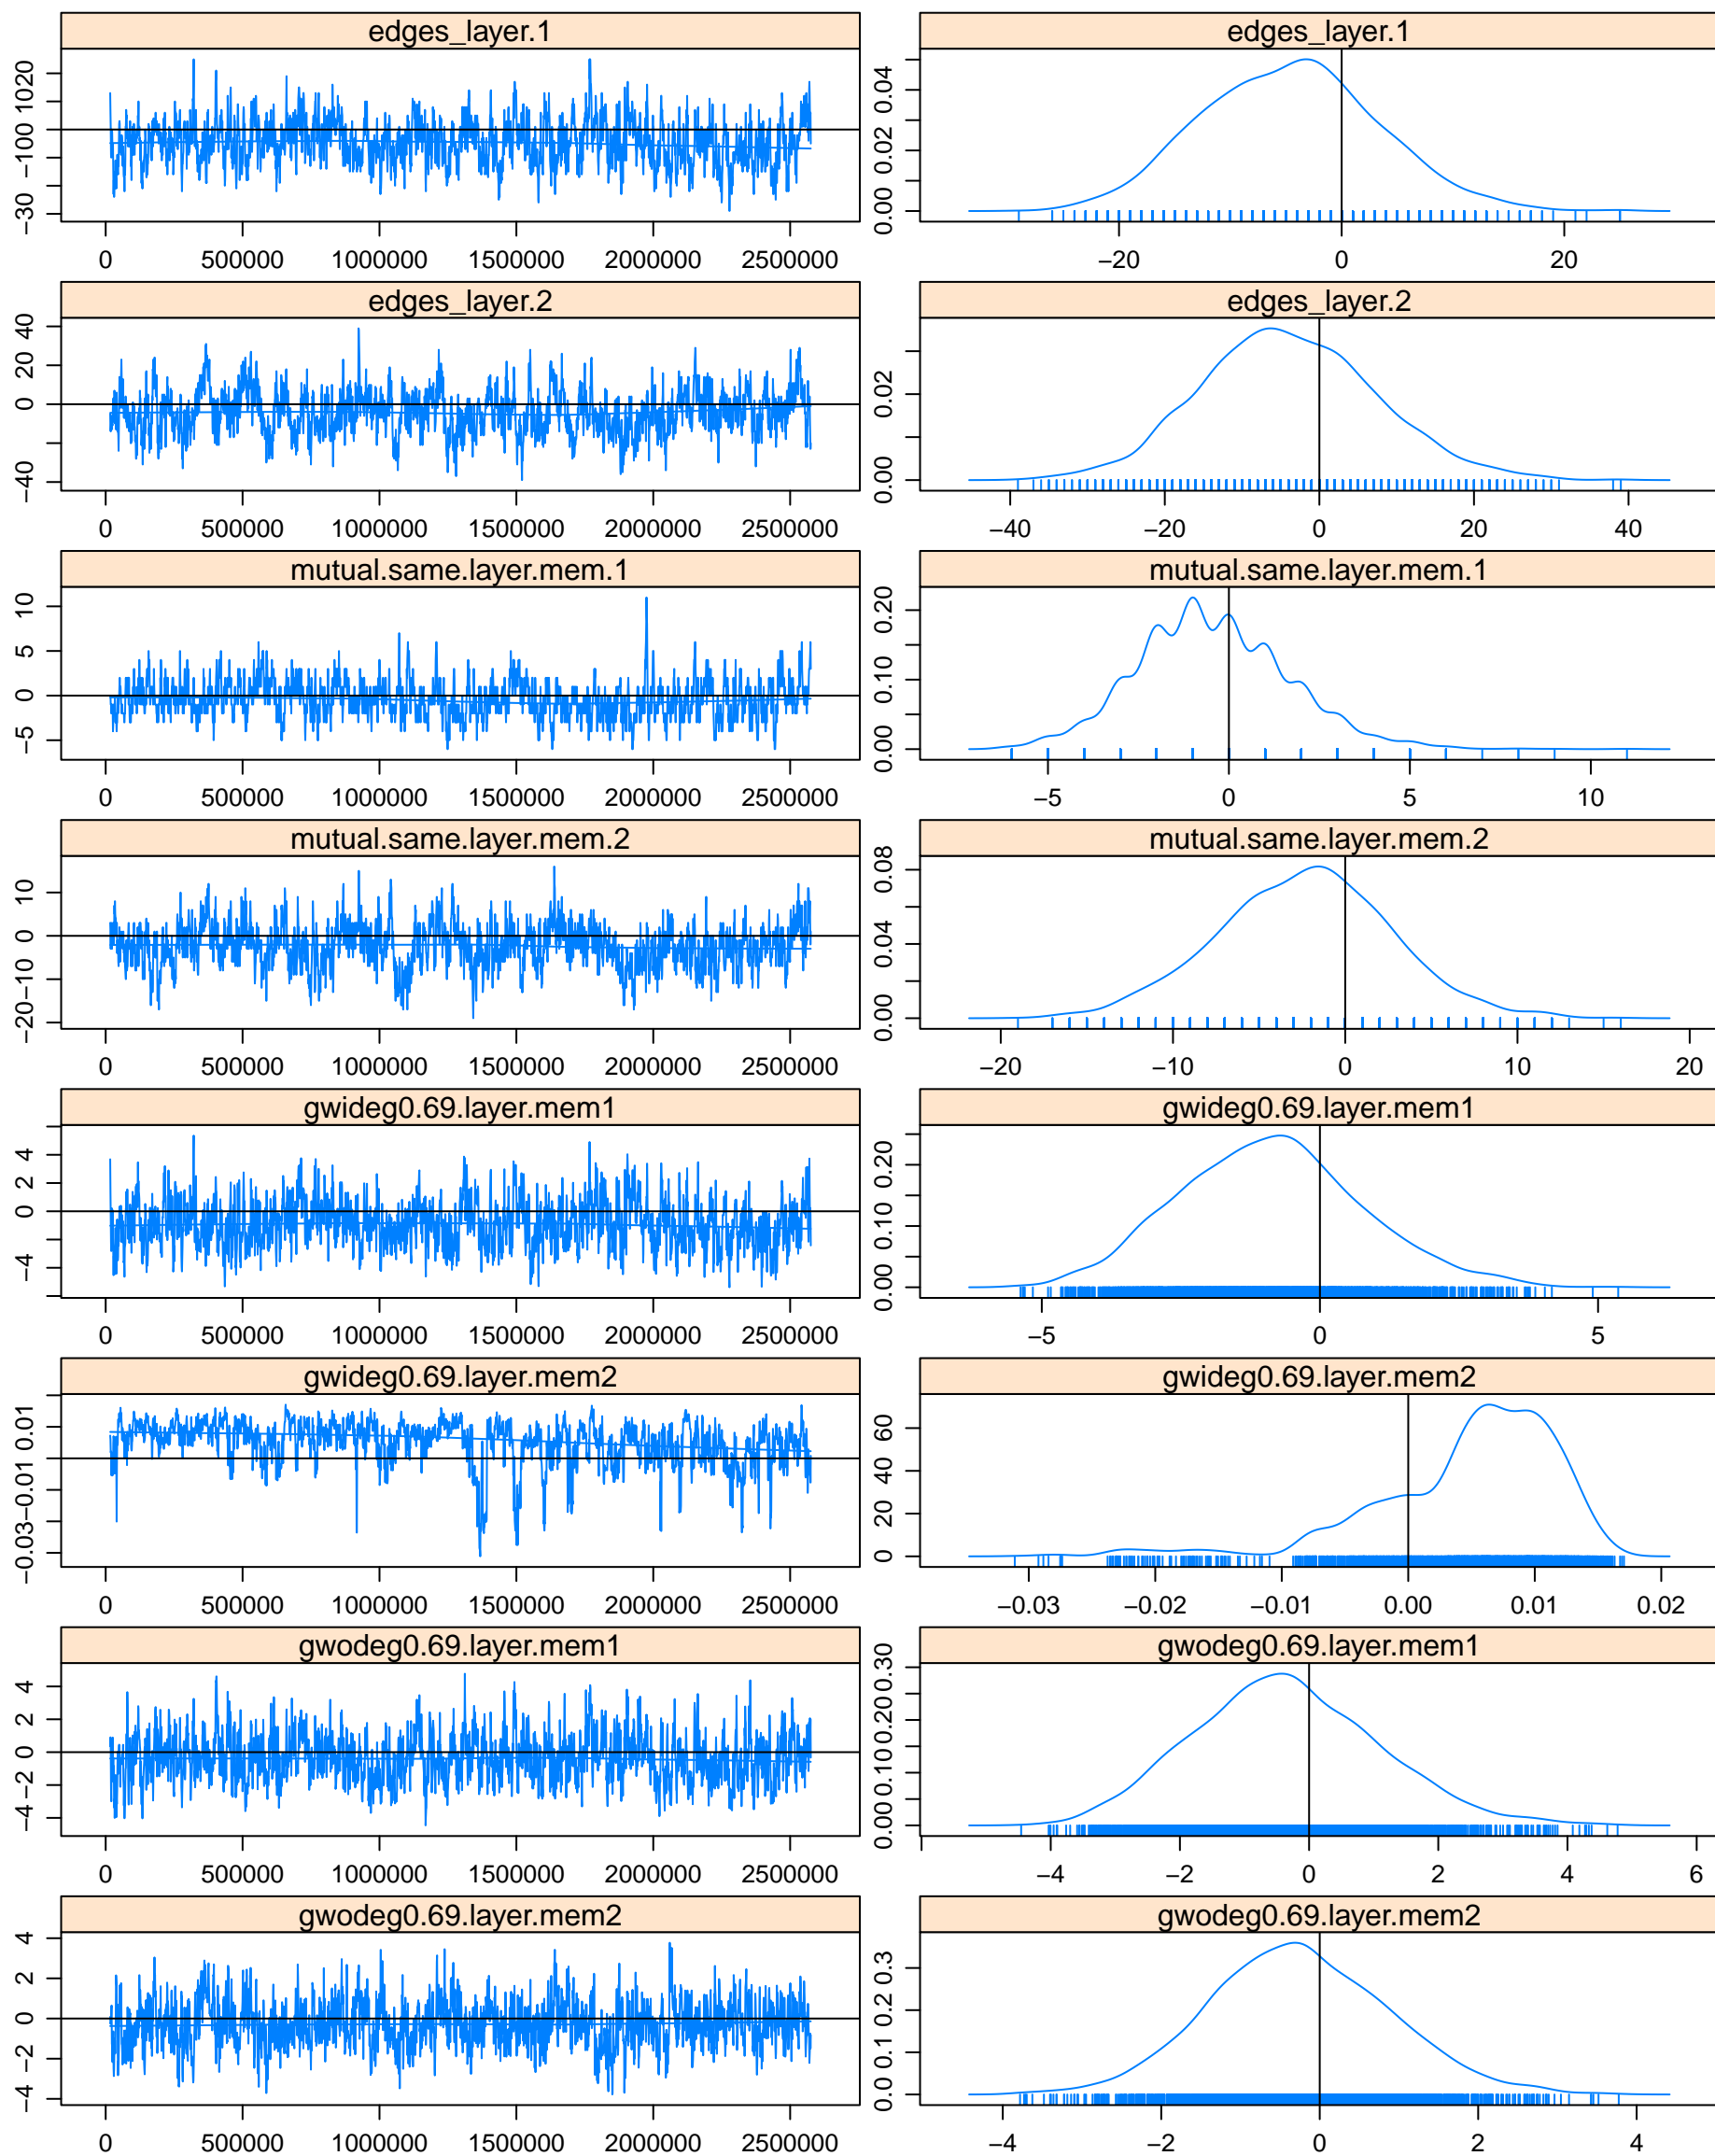 edges_layer.1
−30 −100 1020
0 500000 1000000 1500000 2000000 2500000
edges_layer.1
0.00 0.02 0.04
−20 0 20
edges_layer.2
−40 0 20 40
0 500000 1000000 1500000 2000000 2500000
edges_layer.2
0.00 0.02
−40 −20 0 20 40
mutual.same.layer.mem.1
−5 0 5 10
0 500000 1000000 1500000 2000000 2500000
mutual.same.layer.mem.1
0.00 0.10 0.20
−5 0 5 10
mutual.same.layer.mem.2
−20−10 0 10
0 500000 1000000 1500000 2000000 2500000
mutual.same.layer.mem.2
0.00 0.04 0.08
−20 −10 0 10 20
gwideg0.69.layer.mem1
−4 0 2 4
0 500000 1000000 1500000 2000000 2500000
gwideg0.69.layer.mem1
0.00 0.10 0.20
−5 0 5
gwideg0.69.layer.mem2
−0.03−0.01 0.01
0 500000 1000000 1500000 2000000 2500000
gwideg0.69.layer.mem2
0 20 40 60
−0.03 −0.02 −0.01 0.00 0.01 0.02
gwodeg0.69.layer.mem1
−4 −2 0 2 4
0 500000 1000000 1500000 2000000 2500000
gwodeg0.69.layer.mem1
0.00 0.10 0.20 0.30
−4 −2 0 2 4 6
gwodeg0.69.layer.mem2
−4 −2 0 2 4
0 500000 1000000 1500000 2000000 2500000
gwodeg0.69.layer.mem2
0.0 0.1 0.2 0.3
−4 −2 0 2 4